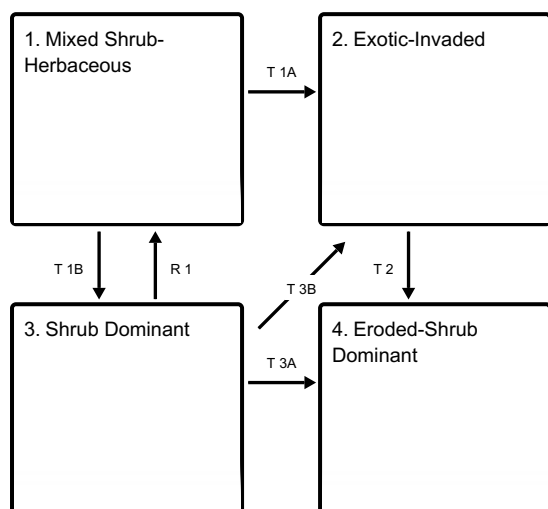 1. Mixed Shrub-
Herbaceous
T 1A
2. Exotic-Invaded
T 1B
R 1
T 3B
T 2
3. Shrub Dominant
T 3A
4. Eroded-Shrub
Dominant